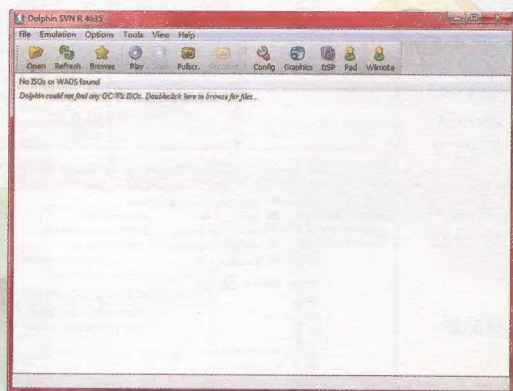 Dolphin SVN R 4635
File Emulation Options Tools View Help
Open Refresh Browse Play Stop Fullscr. Config Graphics DSP Pad Wiimote
No ISOs or WADS found
Dolphin could not find any GC/Wii ISOs. Doubleclick here to browse for files...